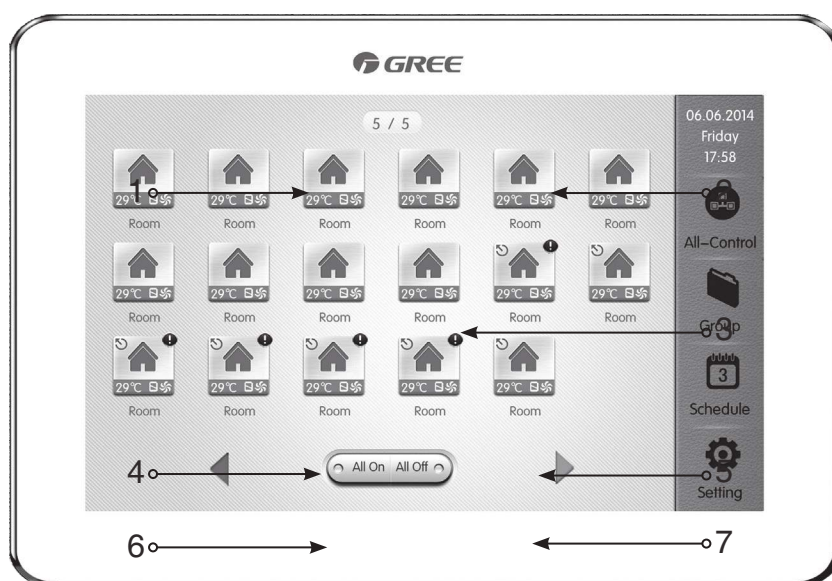 GREE
5 / 5
06.06.2014
Friday
17:58
1
29℃ 29℃ 29℃ 29℃ 29℃ 29℃
Room Room Room Room Room Room
All-Control
29℃ 29℃ 29℃ 29℃ 29℃ 29℃
Room Room Room Room Room Room
Group
3
3
29℃ 29℃ 29℃ 29℃ 29℃
Room Room Room Room Room
Schedule
4
All On All Off
5
Setting
6
7